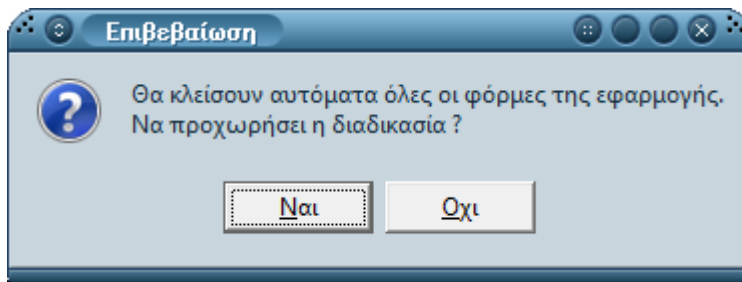 Επιβεβαίωση
Θα κλείσουν αυτόματα όλες οι φόρμες της εφαρμογής.
Να προχωρήσει η διαδικασία ?
Ναι Οχι